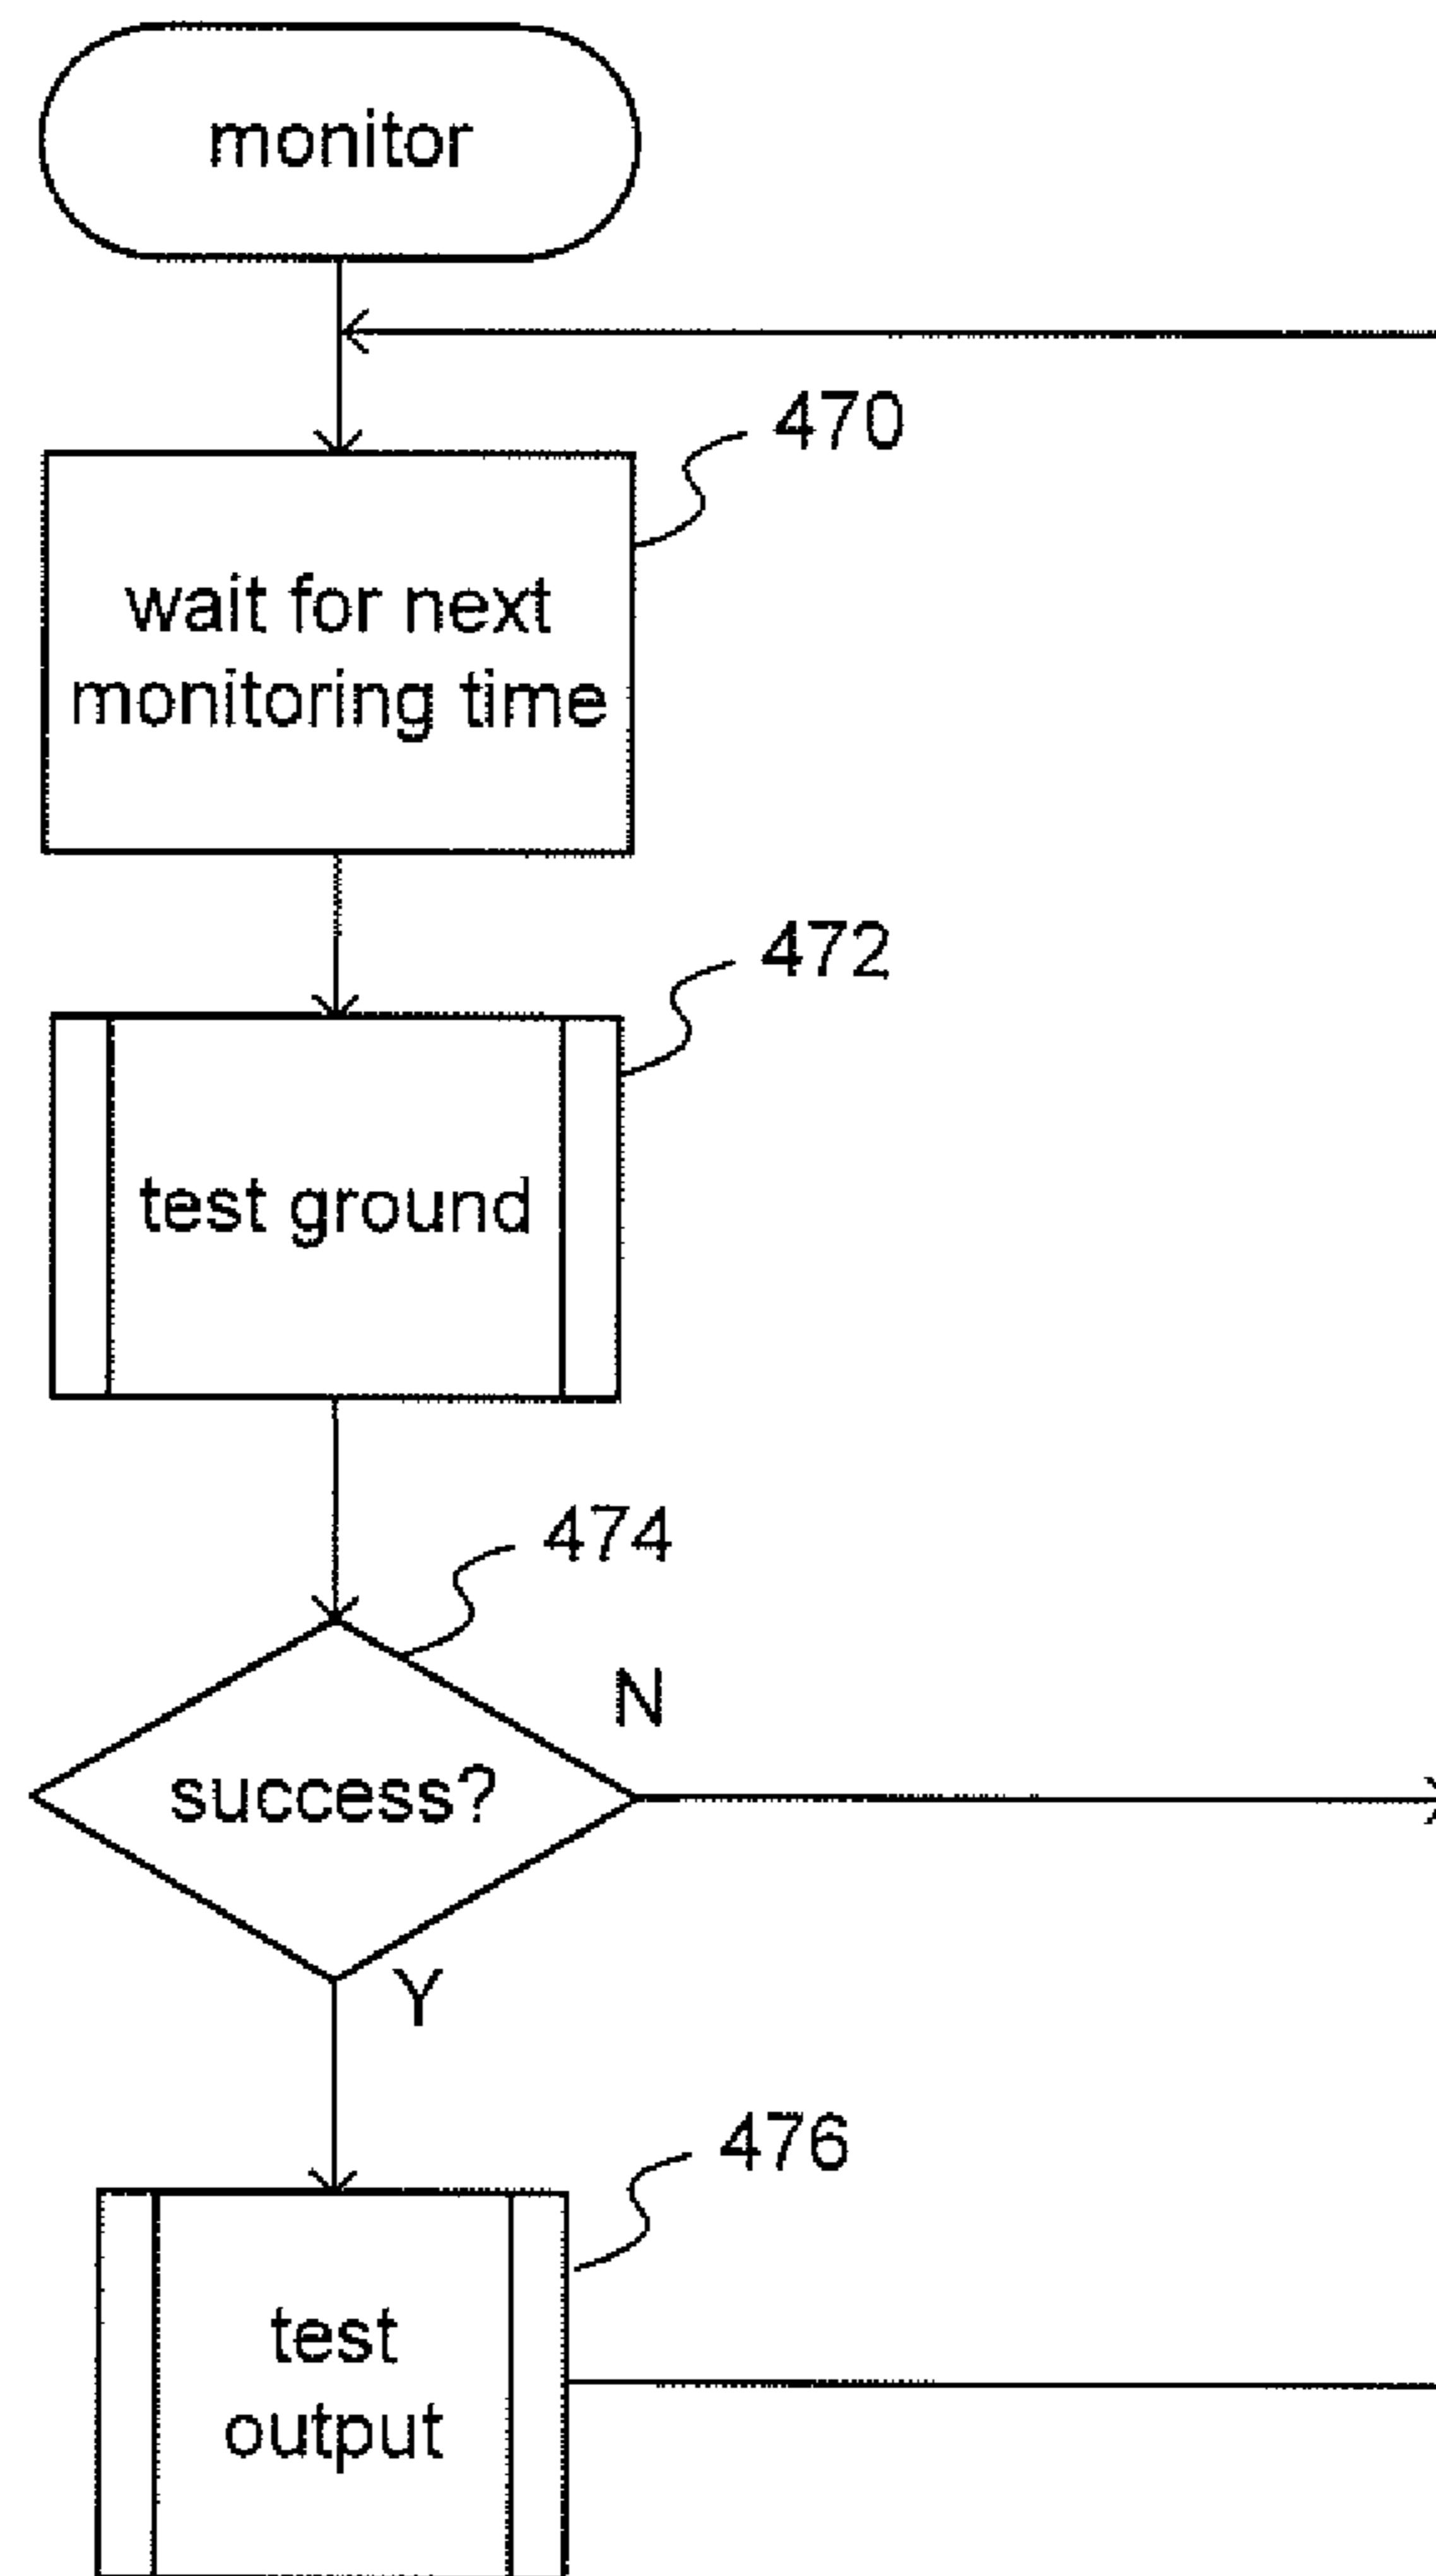 monitor
470
wait for next
monitoring time
472
test ground
474
N
success?
Y
476
test
output